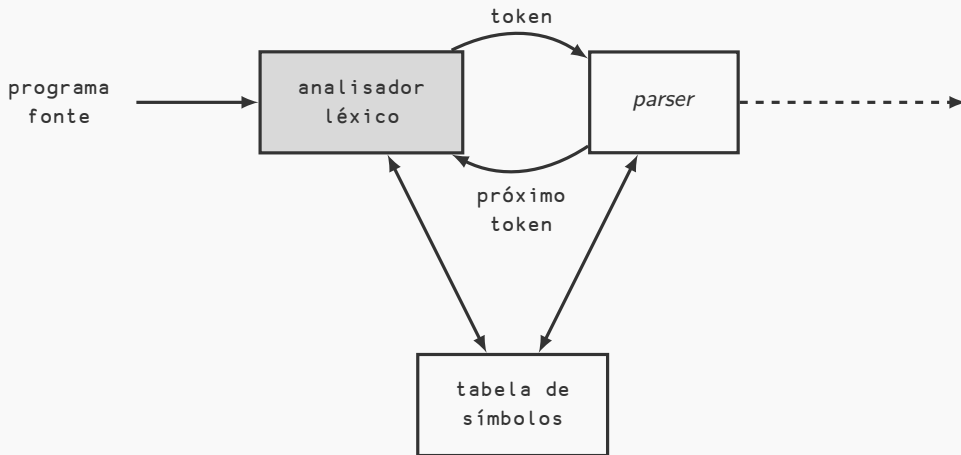 token
programa
fonte
analisador
léxico
parser
próximo
token
tabela de
símbolos